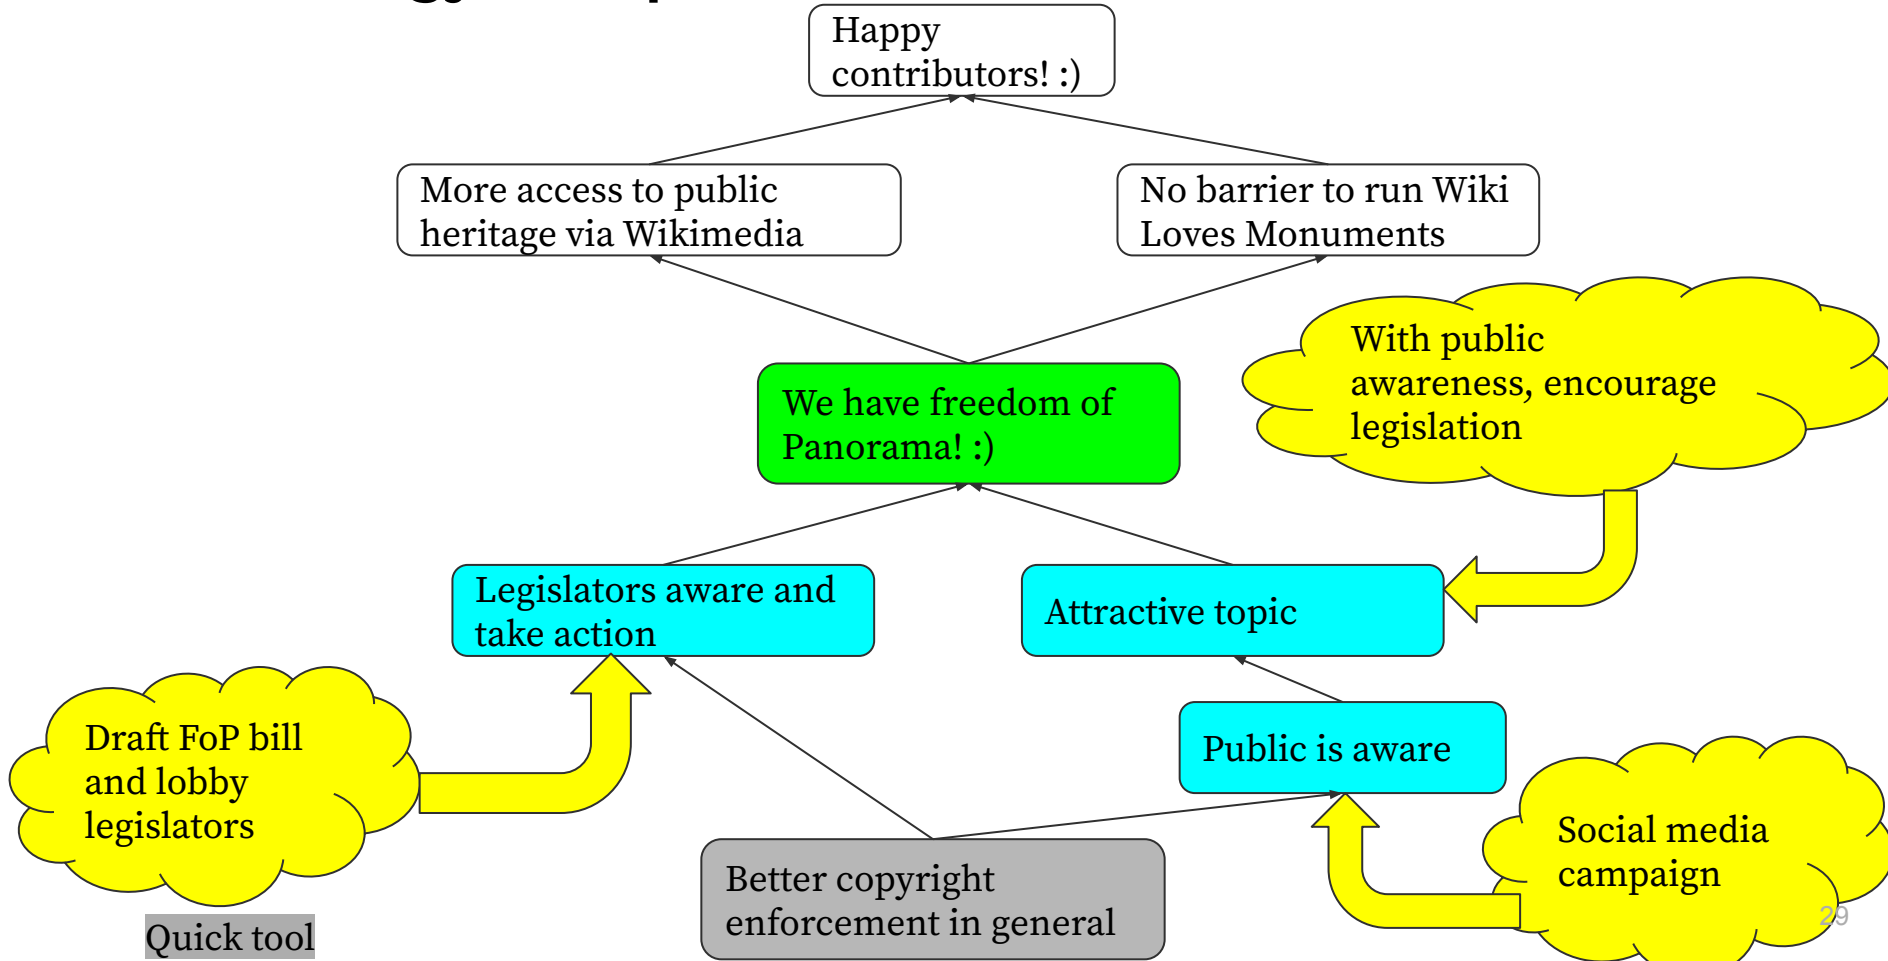 Happy
contributors! :)
More access to public
heritage via Wikimedia
No barrier to run Wiki
Loves Monuments
With public
awareness, encourage
legislation
We have freedom of
Panorama! :)
Legislators aware and
take action
Attractive topic
Draft FoP bill
and lobby
legislators
Public is aware
Social media
campaign
Better copyright
enforcement in general
Quick tool
29